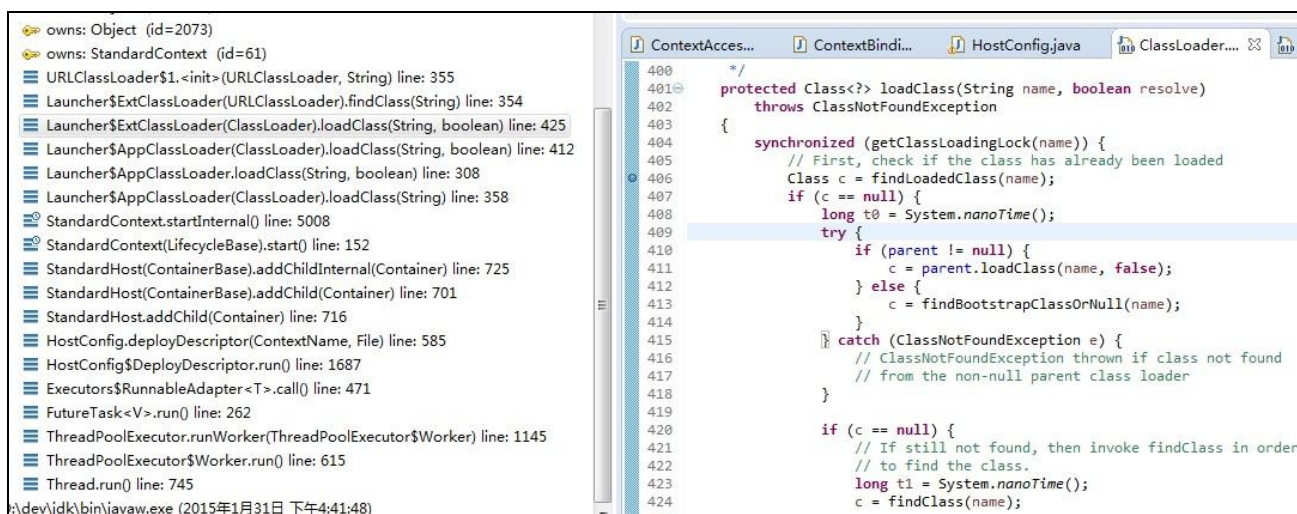 owns: Object (id=2073)
owns: StandardContext (id=61)
URLClassLoader$1.<init>(URLClassLoader, String) line: 355
Launcher$ExtClassLoader(URLClassLoader).findClass(String) line: 354
Launcher$ExtClassLoader(ClassLoader).loadClass(String, boolean) line: 425
Launcher$AppClassLoader(ClassLoader).loadClass(String, boolean) line: 412
Launcher$AppClassLoader.loadClass(String, boolean) line: 308
Launcher$AppClassLoader(ClassLoader).loadClass(String) line: 358
StandardContext.startInternal() line: 5008
StandardContext(LifecycleBase).start() line: 152
StandardHost(ContainerBase).addChildInternal(Container) line: 725
StandardHost(ContainerBase).addChild(Container) line: 701
StandardHost.addChild(Container) line: 716
HostConfig.deployDescriptor(ContextName, File) line: 585
HostConfig$DeployDescriptor.run() line: 1687
Executors$RunnableAdapter<T>.call() line: 471
FutureTask<V>.run() line: 262
ThreadPoolExecutor.runWorker(ThreadPoolExecutor$Worker) line: 1145
ThreadPoolExecutor$Worker.run() line: 615
Thread.run() line: 745
:\dev\jdk\bin\javaw.exe (2015年1月31日 下午4:41:48)
ContextAcces... ContextBindi... HostConfig.java ClassLoader....
400 */
401 protected Class<?> loadClass(String name, boolean resolve)
402 throws ClassNotFoundException
403 {
404 synchronized (getClassLoadingLock(name)) {
405 // First, check if the class has already been loaded
406 Class c = findLoadedClass(name);
407 if (c == null) {
408 long t0 = System.nanoTime();
409 try {
410 if (parent != null) {
411 c = parent.loadClass(name, false);
412 } else {
413 c = findBootstrapClassOrNull(name);
414 }
415 } catch (ClassNotFoundException e) {
416 // ClassNotFoundException thrown if class not found
417 // from the non-null parent class loader
418 }
419
420 if (c == null) {
421 // If still not found, then invoke findClass in order
422 // to find the class.
423 long t1 = System.nanoTime();
424 c = findClass(name);